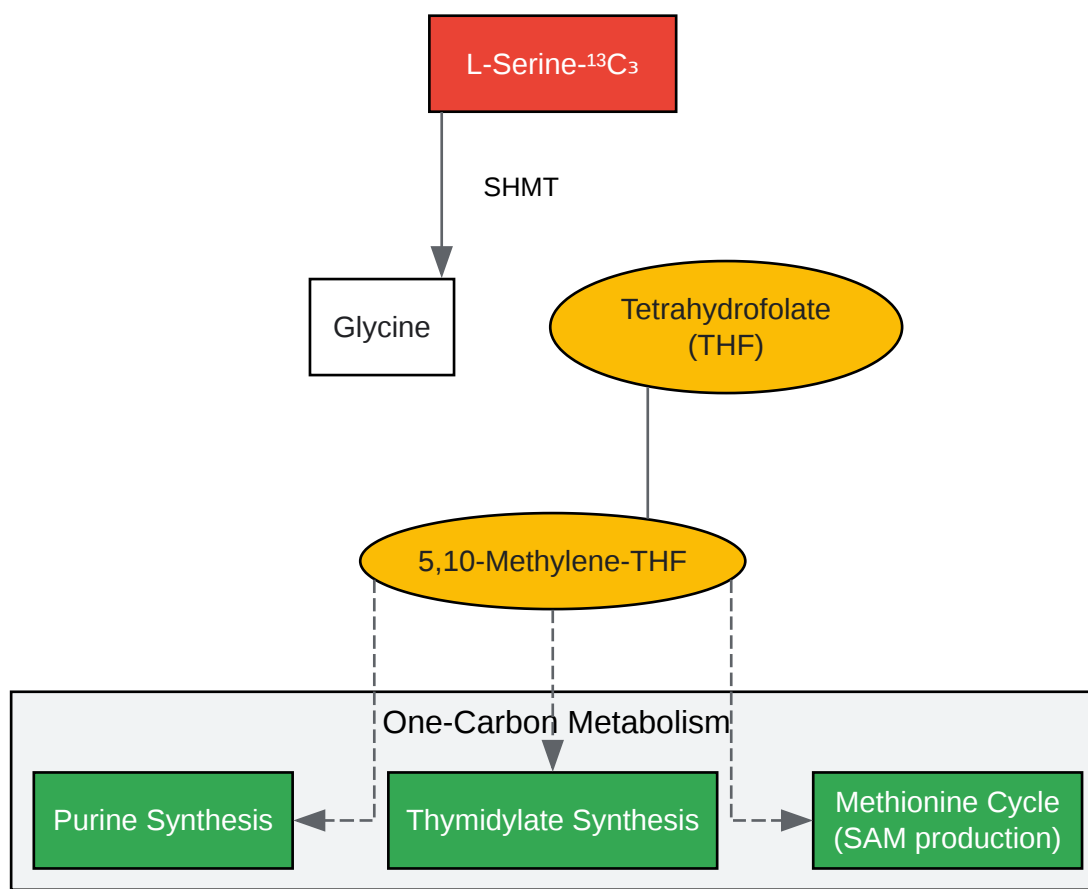 L-Serine-¹³C₃
SHMT
Glycine
Tetrahydrofolate
(THF)
5,10-Methylene-THF
One-Carbon Metabolism
Purine Synthesis
Thymidylate Synthesis
Methionine Cycle
(SAM production)